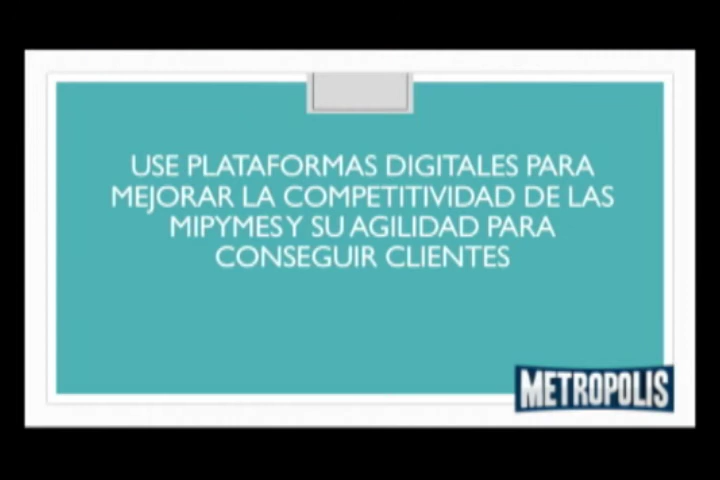 USE PLATAFORMAS DIGITALES PARA
MEJORAR LA COMPETITIVIDAD DE LAS
MIPYMES Y SU AGILIDAD PARA
CONSEGUIR CLIENTES
METROPOLIS